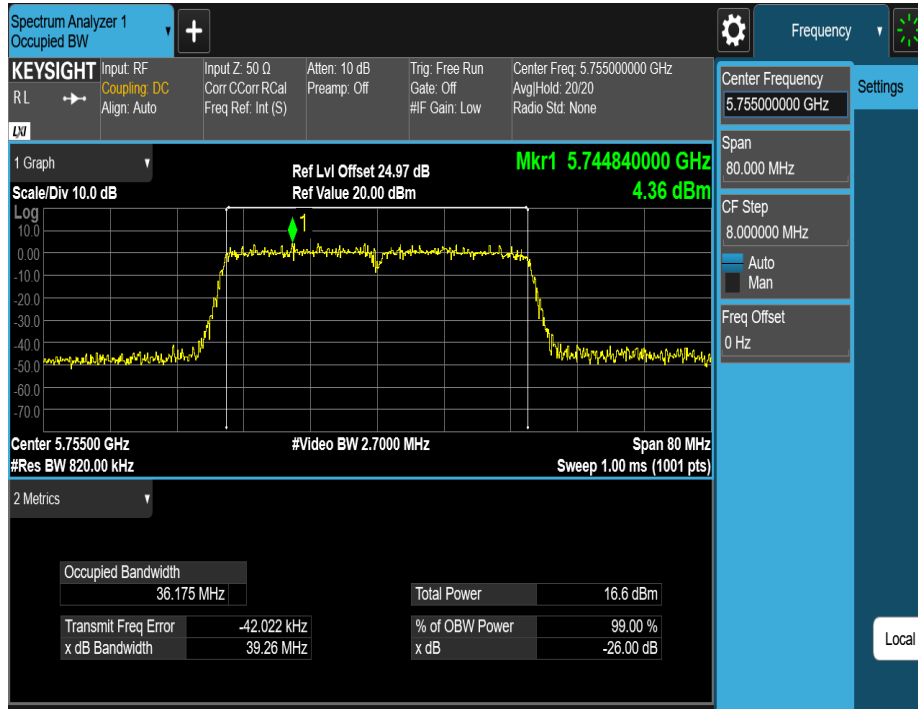 Spectrum Analyzer 1
Occupied BW
▼
+
Frequency
▼
KEYSIGHT
R L
LXI
Input: RF
Coupling: DC
Align: Auto
Input Z: 50 Ω
Corr CCorr RCal
Freq Ref: Int (S)
Atten: 10 dB
Preamp: Off
Trig: Free Run
Gate: Off
#IF Gain: Low
Center Freq: 5.755000000 GHz
Avg|Hold: 20/20
Radio Std: None
Center Frequency
5.755000000 GHz
Settings
Span
80.000 MHz
CF Step
8.000000 MHz
Auto
Man
Freq Offset
0 Hz
Local
1 Graph
▼
Scale/Div 10.0 dB
Ref Lvl Offset 24.97 dB
Ref Value 20.00 dBm
Mkr1 5.744840000 GHz
4.36 dBm
Log
10.0
0.00
-10.0
-20.0
-30.0
-40.0
-50.0
-60.0
-70.0
1
Center 5.75500 GHz
#Video BW 2.7000 MHz
Span 80 MHz
#Res BW 820.00 kHz
Sweep 1.00 ms (1001 pts)
2 Metrics
▼
Occupied Bandwidth
36.175 MHz
Total Power 16.6 dBm
Transmit Freq Error -42.022 kHz
% of OBW Power 99.00 %
x dB Bandwidth 39.26 MHz
x dB -26.00 dB